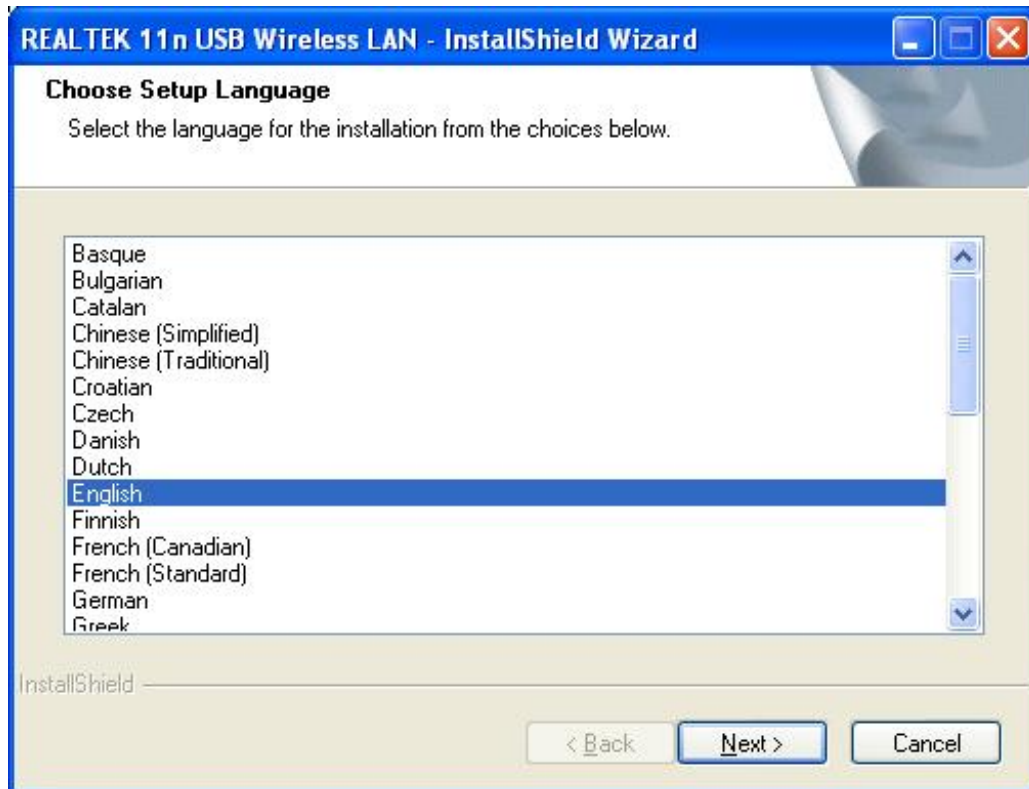 REALTEK 11n USB Wireless LAN - InstallShield Wizard
Choose Setup Language
Select the language for the installation from the choices below.
Basque
Bulgarian
Catalan
Chinese (Simplified)
Chinese (Traditional)
Croatian
Czech
Danish
Dutch
English
Finnish
French (Canadian)
French (Standard)
German
Greek
InstallShield
< Back
Next >
Cancel